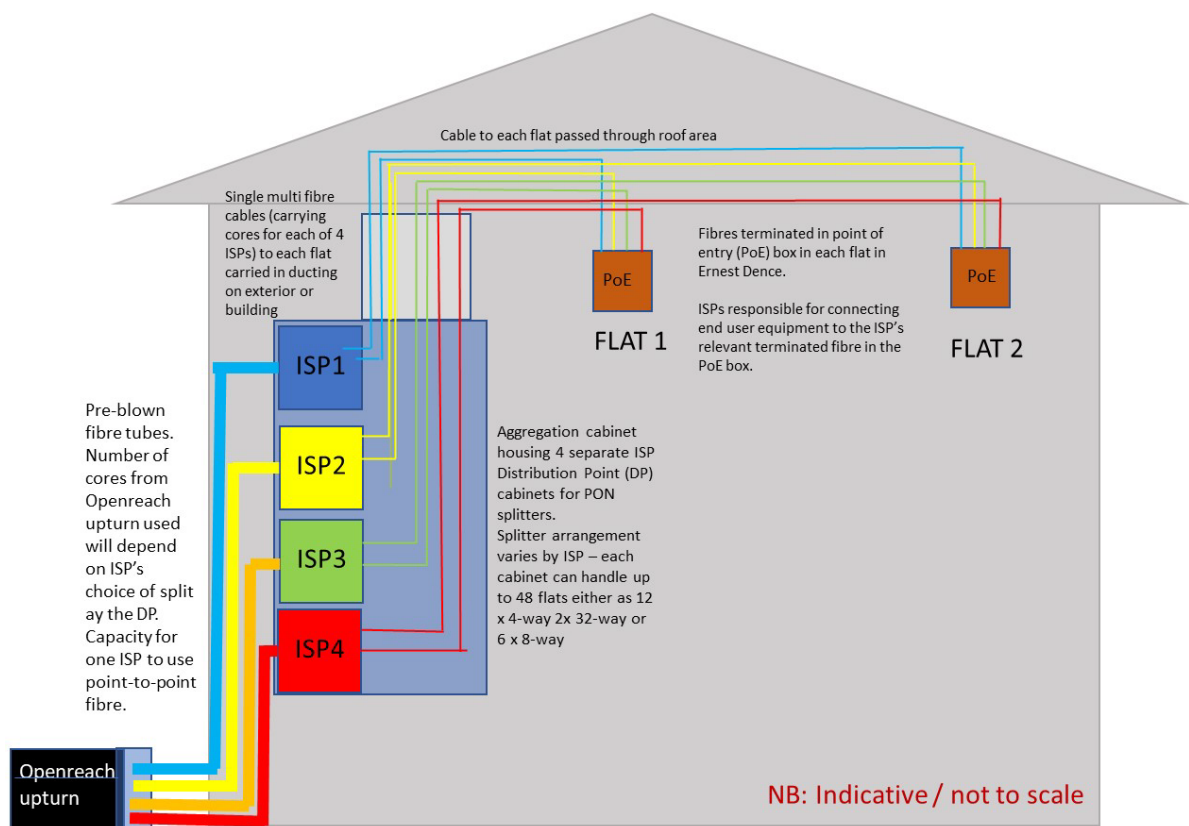 Cable to each flat passed through roof area
Single multi fibre
cables (carrying
cores for each of 4
ISPs) to each flat
carried in ducting
on exterior or
building
Fibres terminated in point of
entry (PoE) box in each flat in
Ernest Dence.
ISPs responsible for connecting
end user equipment to the ISP's
relevant terminated fibre in the
PoE box.
PoE
FLAT 1
PoE
FLAT 2
ISP1
ISP2
ISP3
ISP4
Pre-blown
fibre tubes.
Number of
cores from
Openreach
upturn used
will depend
on ISP's
choice of split
ay the DP.
Capacity for
one ISP to use
point-to-point
fibre.
Aggregation cabinet
housing 4 separate ISP
Distribution Point (DP)
cabinets for PON
splitters.
Splitter arrangement
varies by ISP – each
cabinet can handle up
to 48 flats either as 12
x 4-way 2x 32-way or
6 x 8-way
Openreach
upturn
NB: Indicative / not to scale